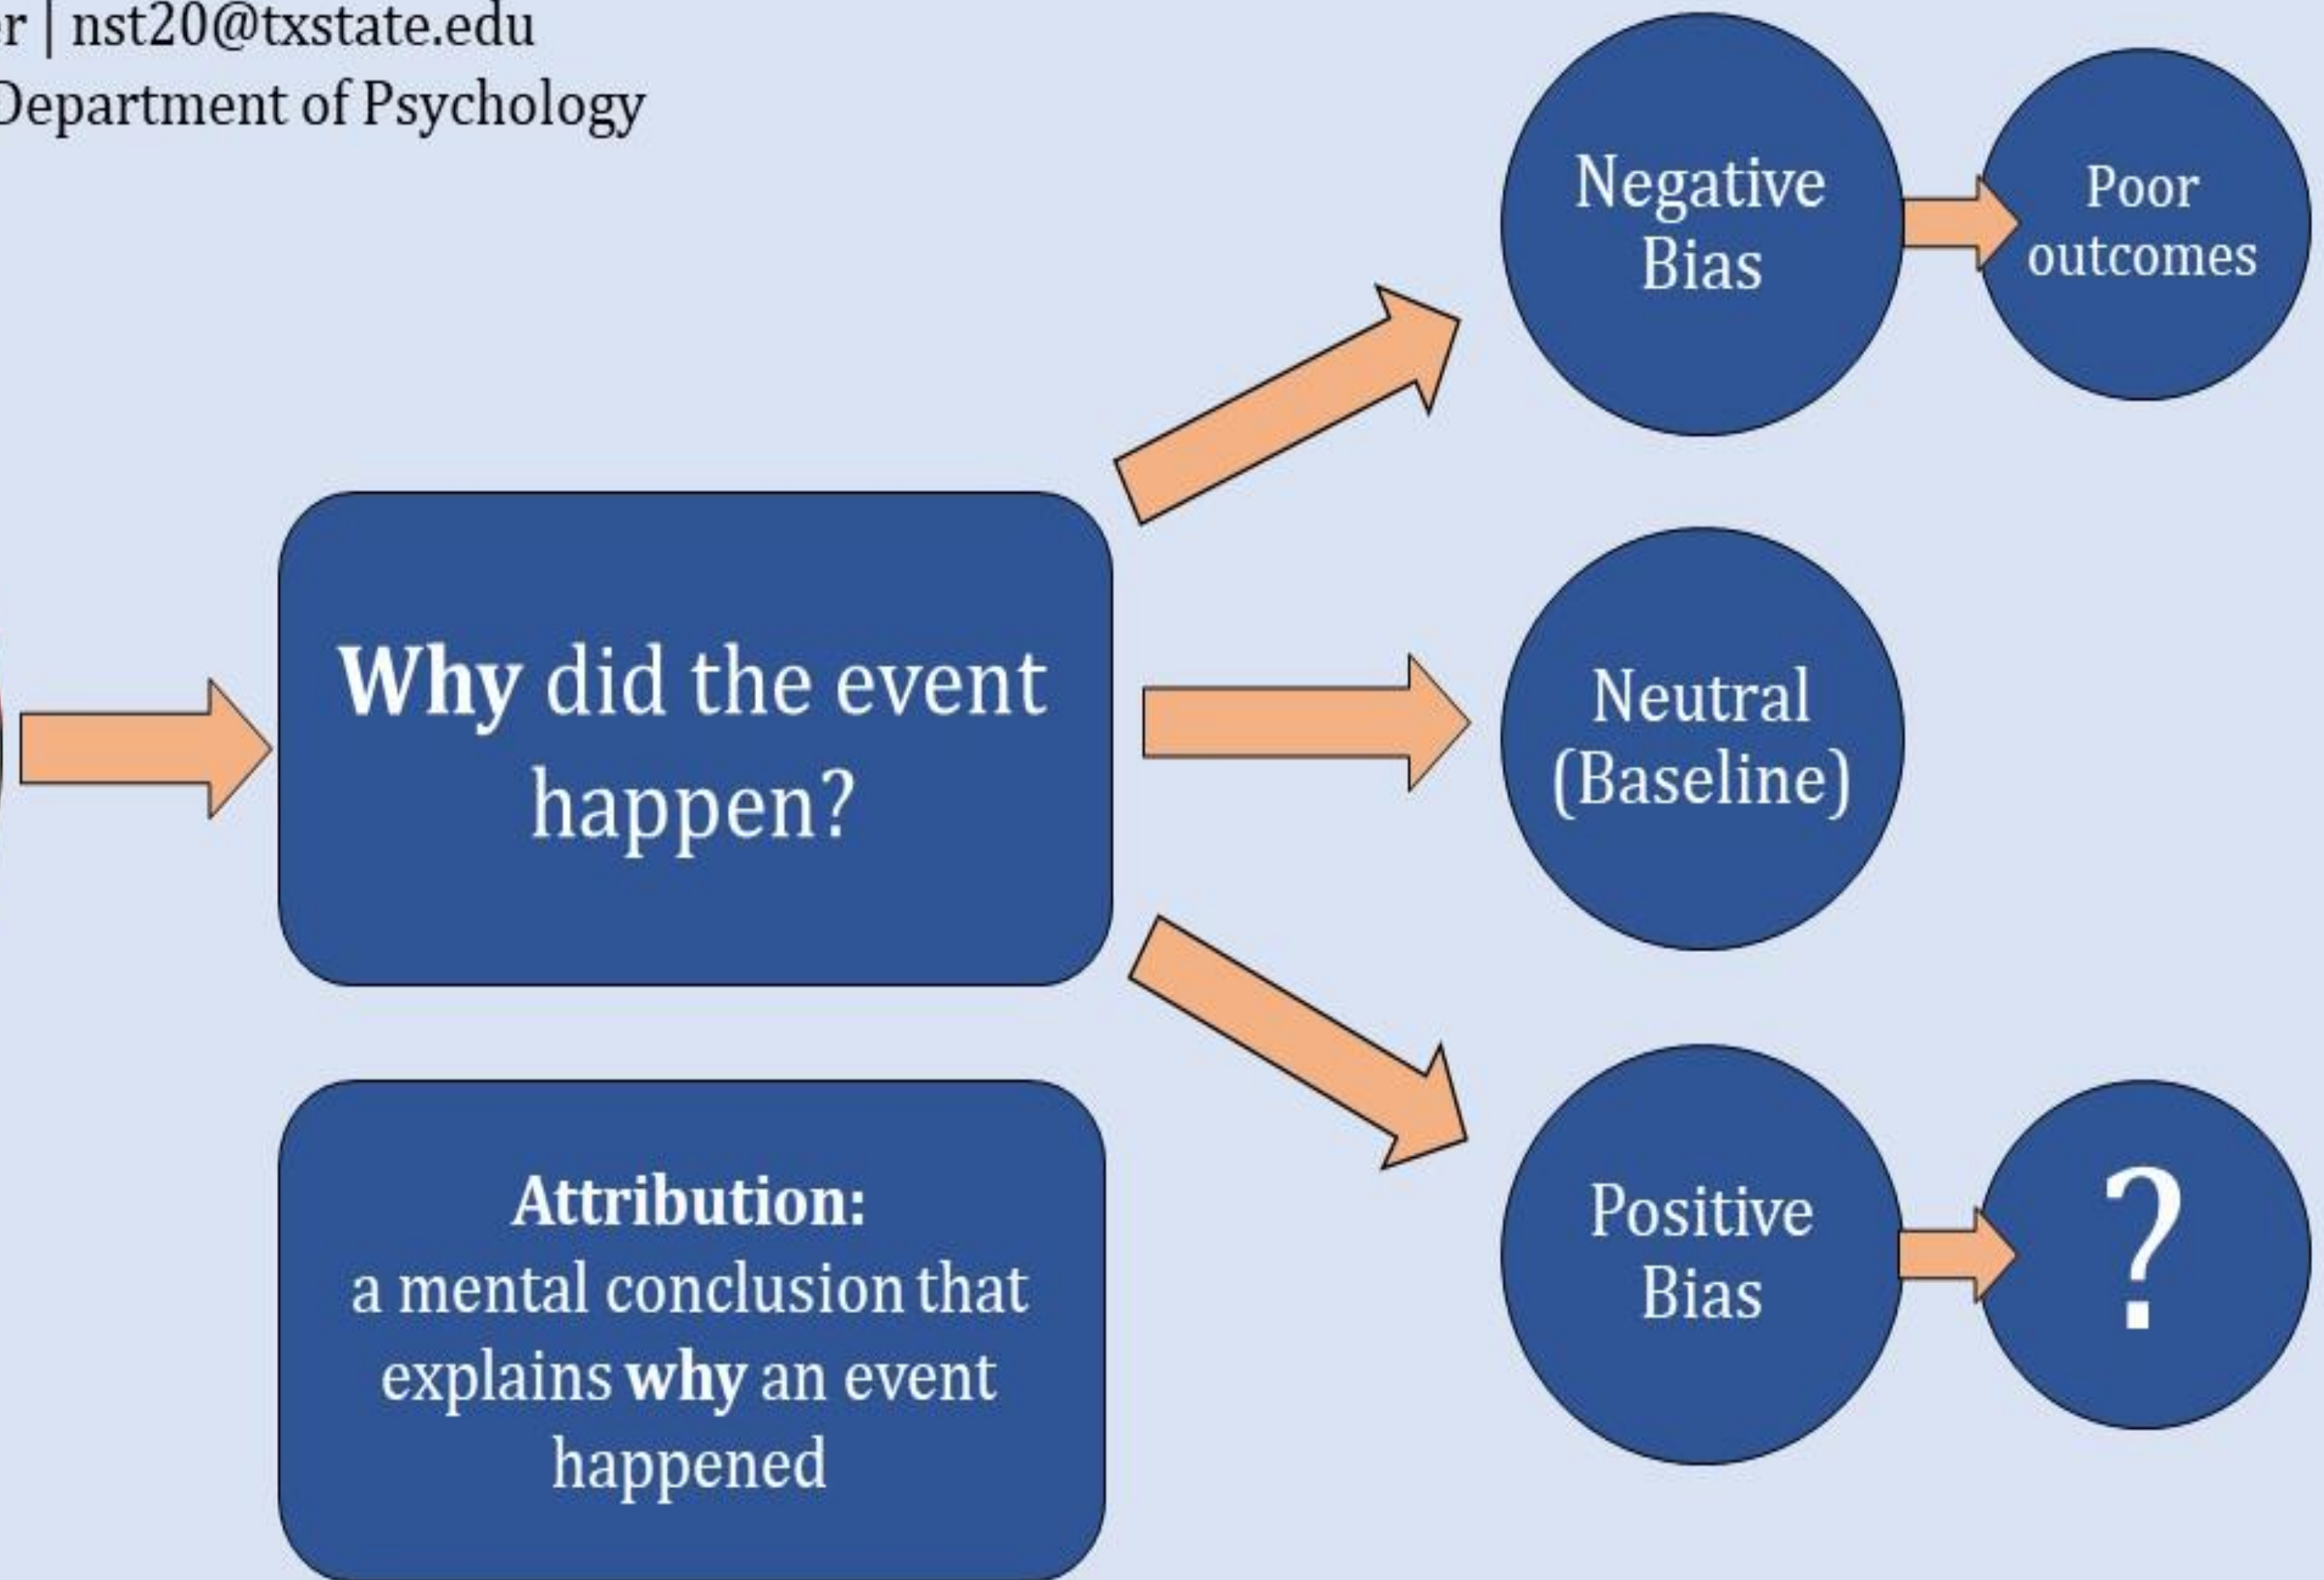 r | nst20@txstate.edu
Department of Psychology
Negative
Bias
Poor
outcomes
Why did the event
happen?
Neutral
(Baseline)
Attribution:
a mental conclusion that
explains why an event
happened
Positive
Bias
?